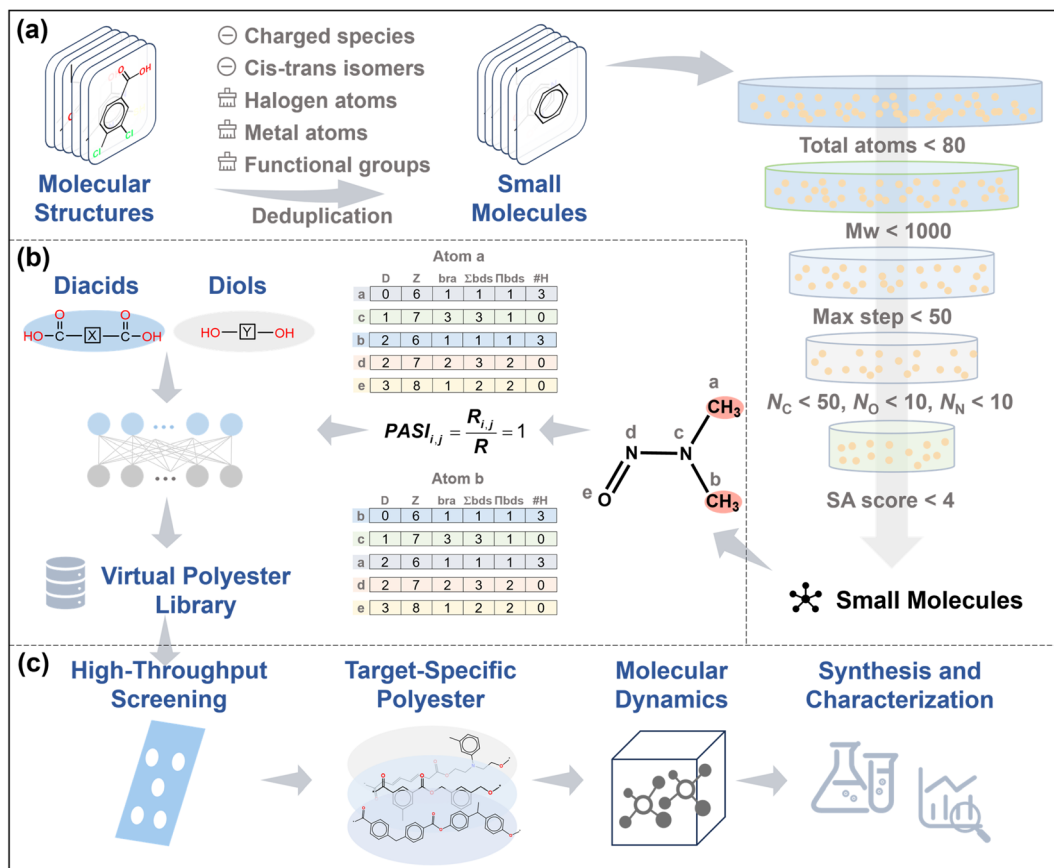 (a)
Charged species
Cis-trans isomers
Halogen atoms
Metal atoms
Functional groups
Deduplication
O
OH
Cl
Cl
Molecular
Structures
Small
Molecules
Total atoms < 80
Mw < 1000
Max step < 50
N_C < 50, N_O < 10, N_N < 10
SA score < 4
Small Molecules
(b)
Diacids
Diols
O
O
HO
C
X
C
OH
HO
Y
OH
Virtual Polyester
Library
Atom a
D Z bra Σbds Πbds #H
a 0 6 1 1 1 3
c 1 7 3 3 1 0
b 2 6 1 1 1 3
d 2 7 2 3 2 0
e 3 8 1 2 2 0
PASI_{i,j} = R_{i,j} / R = 1
Atom b
D Z bra Σbds Πbds #H
b 0 6 1 1 1 3
c 1 7 3 3 1 0
a 2 6 1 1 1 3
d 2 7 2 3 2 0
e 3 8 1 2 2 0
a
CH3
d
c
N
N
b
e
O
CH3
(c)
High-Throughput
Screening
Target-Specific
Polyester
Molecular
Dynamics
Synthesis and
Characterization